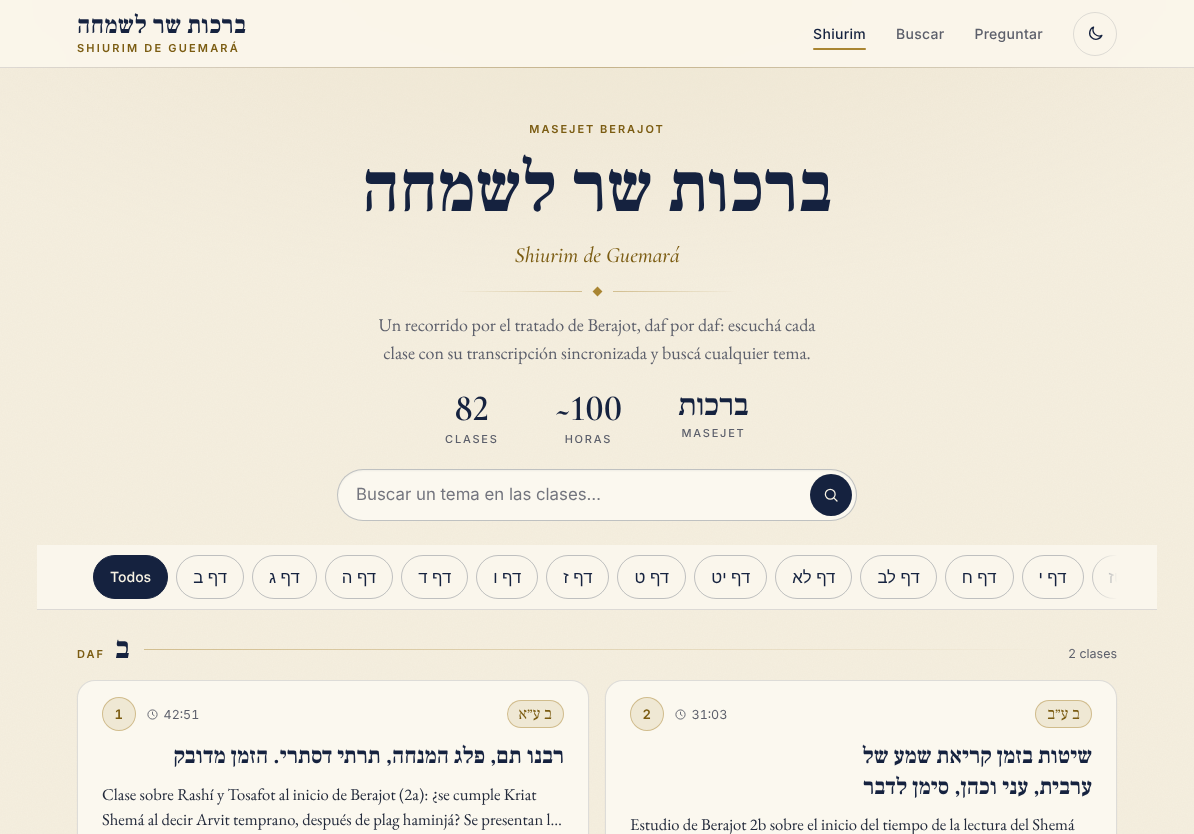 ברכות שר לשמחה
SHIURIM DE GUEMARÁ
Shiurim
Buscar
Preguntar
MASEJET BERAJOT
ברכות שר לשמחה
Shiurim de Guemará
Un recorrido por el tratado de Berajot, daf por daf: escuchá cada
clase con su transcripción sincronizada y buscá cualquier tema.
82
CLASES
~100
HORAS
ברכות
MASEJET
Buscar un tema en las clases...
Todos
דף ב
דף ג
דף ה
דף ד
דף ו
דף ז
דף ט
דף יט
דף לא
דף לב
דף ח
דף י
DAF ב
2 clases
1
42:51
ב ע״א
רבנו תם, פלג המנחה, תרתי דסתרי. הזמן מדובק
Clase sobre Rashí y Tosafot al inicio de Berajot (2a): ¿se cumple Kriat
Shemá al decir Arvit temprano, después de plag haminjá? Se presentan l...
2
31:03
ב ע״ב
שיטות בזמן קריאת שמע של
ערבית, עני וכהן, סימן לדבר
Estudio de Berajot 2b sobre el inicio del tiempo de la lectura del Shemá